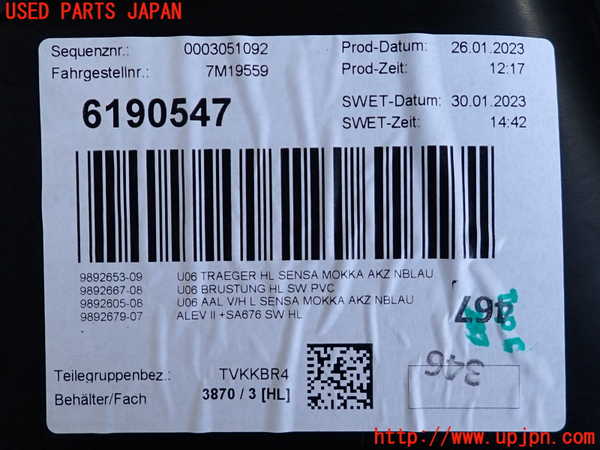 USED PARTS JAPAN
Sequenznr.: 0003051092 Prod-Datum: 26.01.2023
Fahrgestellnr.: 7M19559 Prod-Zeit: 12:17
6190547 SWET-Datum: 30.01.2023
SWET-Zeit: 14:42
9892653-09 U06 TRAEGER HL SENSA MOKKA AKZ NBLAU
9892667-08 U06 BRUSTUNG HL SW PVC
9892605-08 U06 AAL V/H L SENSA MOKKA AKZ NBLAU
9892679-07 ALEV II +SA676 SW HL
467
346
Teilegruppenbez.: TVKKBR4
Behälter/Fach 3870 / 3 [HL]
http://www.upjpn.com/